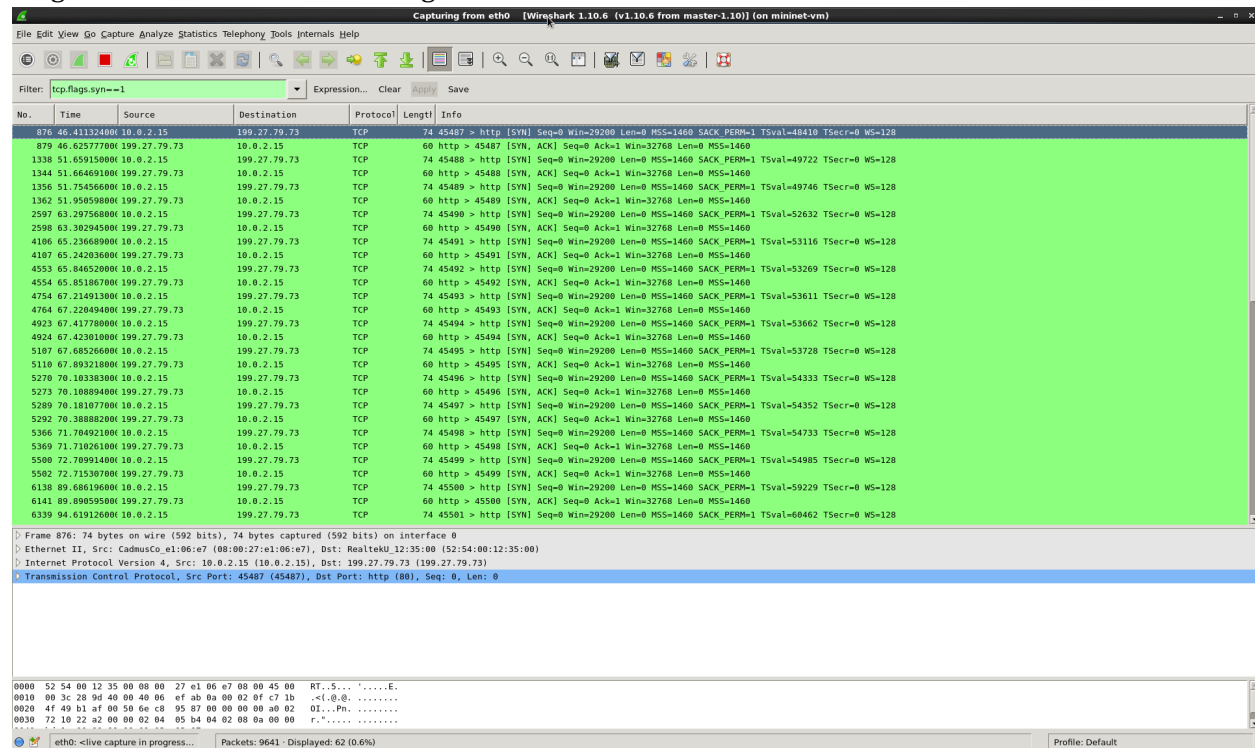 Capturing from eth0 [Wireshark 1.10.6 (v1.10.6 from master-1.10)] (on mininet-vm)
File Edit View Go Capture Analyze Statistics Telephony Tools Internals Help
Filter: tcp.flags.syn==1 Expression... Clear Apply Save
No. Time Source Destination Protocol Lengtl Info
876 46.41132400( 10.0.2.15 199.27.79.73 TCP 74 45487 > http [SYN] Seq=0 Win=29200 Len=0 MSS=1460 SACK_PERM=1 TSval=48410 TSecr=0 WS=128
879 46.62577700( 199.27.79.73 10.0.2.15 TCP 60 http > 45487 [SYN, ACK] Seq=0 Ack=1 Win=32768 Len=0 MSS=1460
1338 51.65915000( 10.0.2.15 199.27.79.73 TCP 74 45488 > http [SYN] Seq=0 Win=29200 Len=0 MSS=1460 SACK_PERM=1 TSval=49722 TSecr=0 WS=128
1344 51.66469100( 199.27.79.73 10.0.2.15 TCP 60 http > 45488 [SYN, ACK] Seq=0 Ack=1 Win=32768 Len=0 MSS=1460
1356 51.75456600( 10.0.2.15 199.27.79.73 TCP 74 45489 > http [SYN] Seq=0 Win=29200 Len=0 MSS=1460 SACK_PERM=1 TSval=49746 TSecr=0 WS=128
1362 51.95059800( 199.27.79.73 10.0.2.15 TCP 60 http > 45489 [SYN, ACK] Seq=0 Ack=1 Win=32768 Len=0 MSS=1460
2597 63.29756800( 10.0.2.15 199.27.79.73 TCP 74 45490 > http [SYN] Seq=0 Win=29200 Len=0 MSS=1460 SACK_PERM=1 TSval=52632 TSecr=0 WS=128
2598 63.30294500( 199.27.79.73 10.0.2.15 TCP 60 http > 45490 [SYN, ACK] Seq=0 Ack=1 Win=32768 Len=0 MSS=1460
4106 65.23668900( 10.0.2.15 199.27.79.73 TCP 74 45491 > http [SYN] Seq=0 Win=29200 Len=0 MSS=1460 SACK_PERM=1 TSval=53116 TSecr=0 WS=128
4107 65.24203600( 199.27.79.73 10.0.2.15 TCP 60 http > 45491 [SYN, ACK] Seq=0 Ack=1 Win=32768 Len=0 MSS=1460
4553 65.84652000( 10.0.2.15 199.27.79.73 TCP 74 45492 > http [SYN] Seq=0 Win=29200 Len=0 MSS=1460 SACK_PERM=1 TSval=53269 TSecr=0 WS=128
4554 65.85186700( 199.27.79.73 10.0.2.15 TCP 60 http > 45492 [SYN, ACK] Seq=0 Ack=1 Win=32768 Len=0 MSS=1460
4754 67.21491300( 10.0.2.15 199.27.79.73 TCP 74 45493 > http [SYN] Seq=0 Win=29200 Len=0 MSS=1460 SACK_PERM=1 TSval=53611 TSecr=0 WS=128
4764 67.22049400( 199.27.79.73 10.0.2.15 TCP 60 http > 45493 [SYN, ACK] Seq=0 Ack=1 Win=32768 Len=0 MSS=1460
4923 67.41778000( 10.0.2.15 199.27.79.73 TCP 74 45494 > http [SYN] Seq=0 Win=29200 Len=0 MSS=1460 SACK_PERM=1 TSval=53662 TSecr=0 WS=128
4924 67.42301000( 199.27.79.73 10.0.2.15 TCP 60 http > 45494 [SYN, ACK] Seq=0 Ack=1 Win=32768 Len=0 MSS=1460
5107 67.68526600( 10.0.2.15 199.27.79.73 TCP 74 45495 > http [SYN] Seq=0 Win=29200 Len=0 MSS=1460 SACK_PERM=1 TSval=53728 TSecr=0 WS=128
5110 67.89321800( 199.27.79.73 10.0.2.15 TCP 60 http > 45495 [SYN, ACK] Seq=0 Ack=1 Win=32768 Len=0 MSS=1460
5270 70.10338300( 10.0.2.15 199.27.79.73 TCP 74 45496 > http [SYN] Seq=0 Win=29200 Len=0 MSS=1460 SACK_PERM=1 TSval=54333 TSecr=0 WS=128
5273 70.10889400( 199.27.79.73 10.0.2.15 TCP 60 http > 45496 [SYN, ACK] Seq=0 Ack=1 Win=32768 Len=0 MSS=1460
5289 70.18107700( 10.0.2.15 199.27.79.73 TCP 74 45497 > http [SYN] Seq=0 Win=29200 Len=0 MSS=1460 SACK_PERM=1 TSval=54352 TSecr=0 WS=128
5292 70.38888200( 199.27.79.73 10.0.2.15 TCP 60 http > 45497 [SYN, ACK] Seq=0 Ack=1 Win=32768 Len=0 MSS=1460
5366 71.70492100( 10.0.2.15 199.27.79.73 TCP 74 45498 > http [SYN] Seq=0 Win=29200 Len=0 MSS=1460 SACK_PERM=1 TSval=54733 TSecr=0 WS=128
5369 71.71026100( 199.27.79.73 10.0.2.15 TCP 60 http > 45498 [SYN, ACK] Seq=0 Ack=1 Win=32768 Len=0 MSS=1460
5500 72.70991400( 10.0.2.15 199.27.79.73 TCP 74 45499 > http [SYN] Seq=0 Win=29200 Len=0 MSS=1460 SACK_PERM=1 TSval=54985 TSecr=0 WS=128
5502 72.71530700( 199.27.79.73 10.0.2.15 TCP 60 http > 45499 [SYN, ACK] Seq=0 Ack=1 Win=32768 Len=0 MSS=1460
6138 89.68619600( 10.0.2.15 199.27.79.73 TCP 74 45500 > http [SYN] Seq=0 Win=29200 Len=0 MSS=1460 SACK_PERM=1 TSval=59229 TSecr=0 WS=128
6141 89.89059500( 199.27.79.73 10.0.2.15 TCP 60 http > 45500 [SYN, ACK] Seq=0 Ack=1 Win=32768 Len=0 MSS=1460
6339 94.61912600( 10.0.2.15 199.27.79.73 TCP 74 45501 > http [SYN] Seq=0 Win=29200 Len=0 MSS=1460 SACK_PERM=1 TSval=60462 TSecr=0 WS=128
Frame 876: 74 bytes on wire (592 bits), 74 bytes captured (592 bits) on interface 0
Ethernet II, Src: CadmusCo_e1:06:e7 (08:00:27:e1:06:e7), Dst: RealtekU_12:35:00 (52:54:00:12:35:00)
Internet Protocol Version 4, Src: 10.0.2.15 (10.0.2.15), Dst: 199.27.79.73 (199.27.79.73)
Transmission Control Protocol, Src Port: 45487 (45487), Dst Port: http (80), Seq: 0, Len: 0
0000 52 54 00 12 35 00 08 00 27 e1 06 e7 08 00 45 00 RT..5... '.....E.
0010 00 3c 28 9d 40 00 40 06 ef ab 0a 00 02 0f c7 1b .<(.@.@. ........
0020 4f 49 b1 af 00 50 6e c8 95 87 00 00 00 00 a0 02 OI...Pn. ........
0030 72 10 22 a2 00 00 02 04 05 b4 04 02 08 0a 00 00 r."..... ........
eth0: <live capture in progress... Packets: 9641 · Displayed: 62 (0.6%) Profile: Default